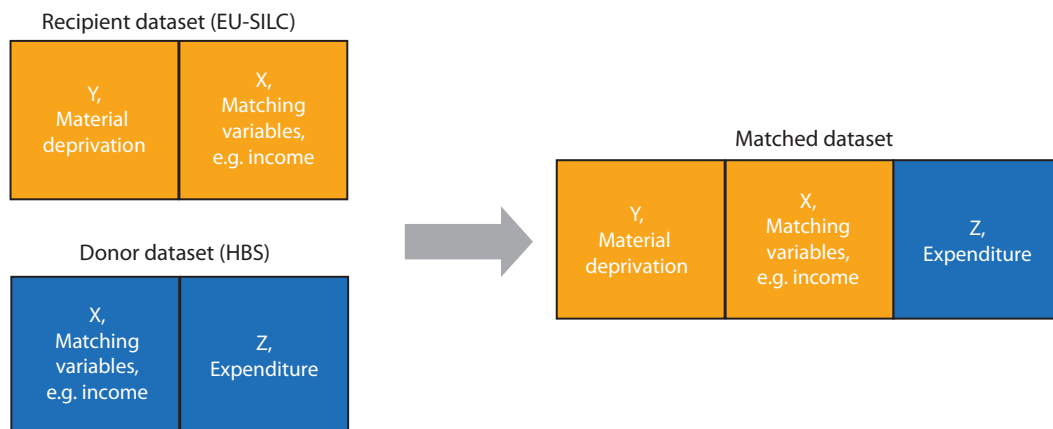 Recipient dataset (EU-SILC)
Y,
Material
deprivation
X,
Matching
variables,
e.g. income
Donor dataset (HBS)
X,
Matching
variables,
e.g. income
Z,
Expenditure
Matched dataset
Y,
Material
deprivation
X,
Matching
variables,
e.g. income
Z,
Expenditure